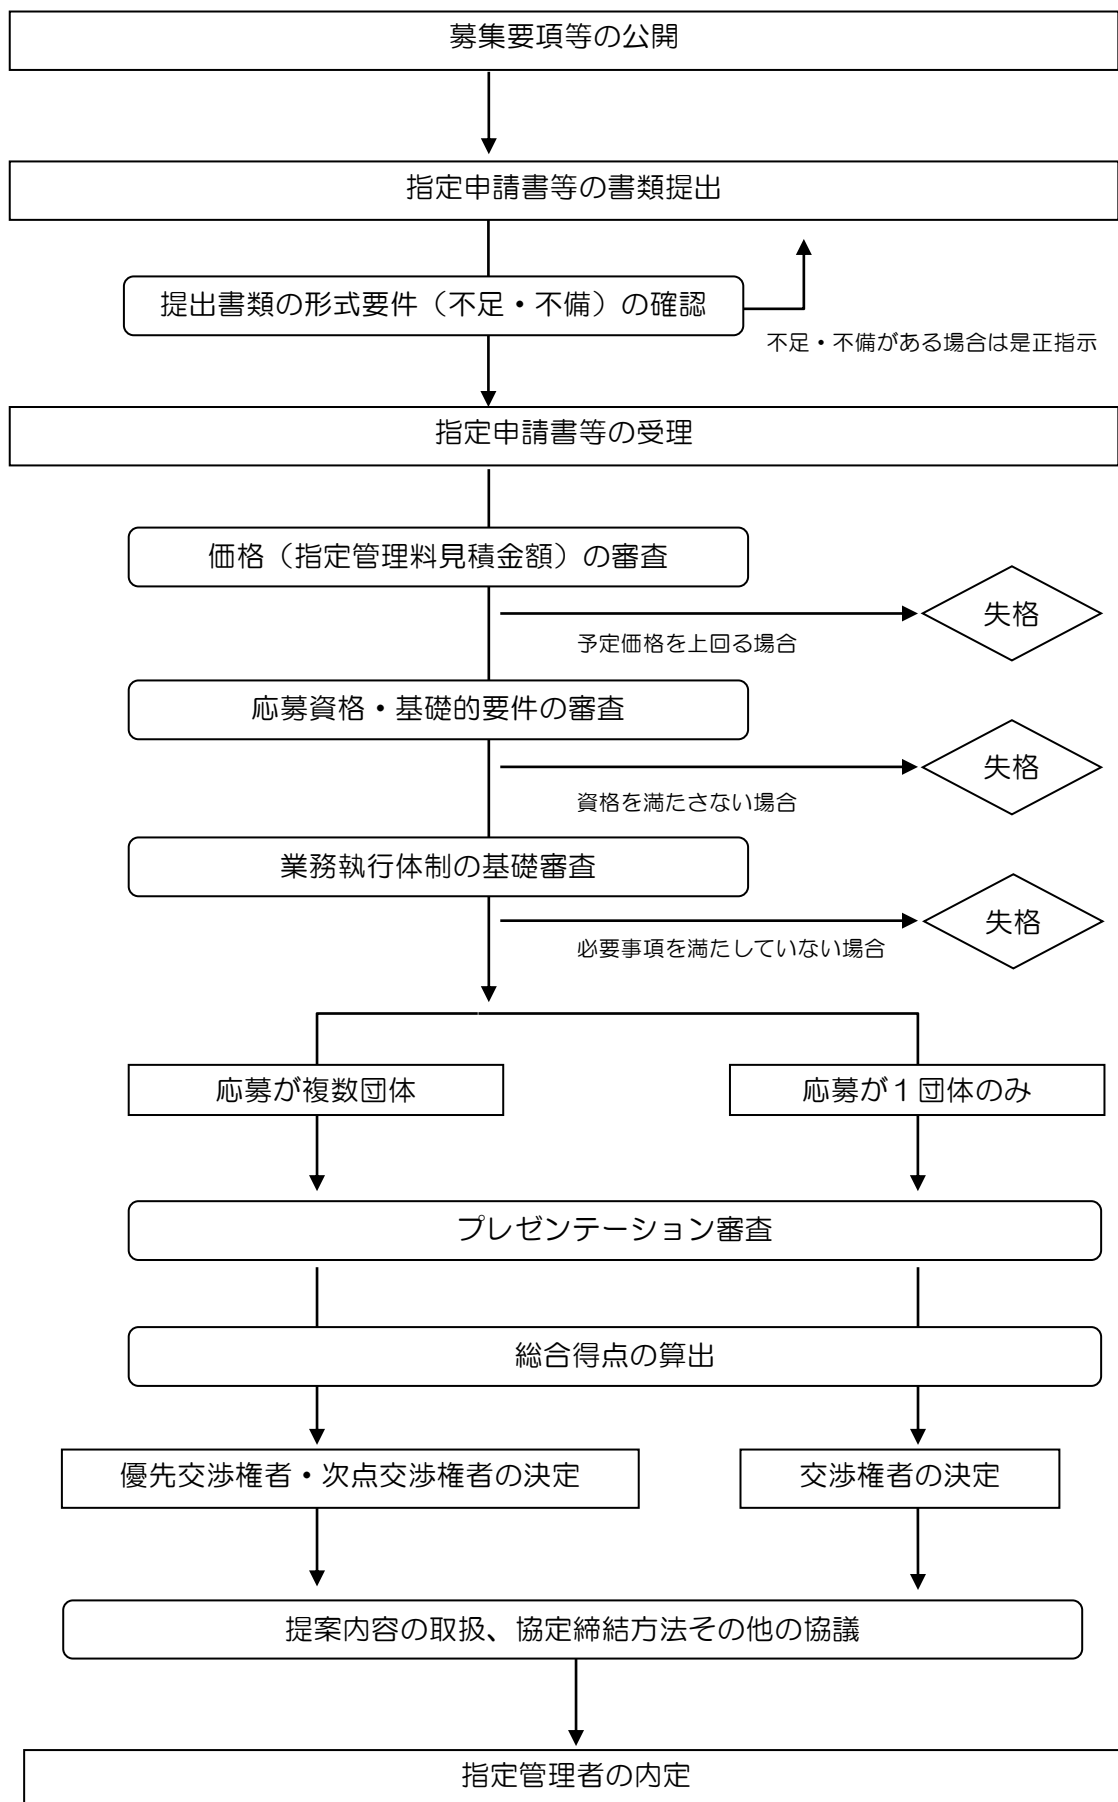 募集要項等の公開
指定申請書等の書類提出
提出書類の形式要件（不足・不備）の確認
不足・不備がある場合は是正指示
指定申請書等の受理
価格（指定管理料見積金額）の審査
失格
予定価格を上回る場合
応募資格・基礎的要件の審査
失格
資格を満たさない場合
業務執行体制の基礎審査
失格
必要事項を満たしていない場合
応募が複数団体
応募が１団体のみ
プレゼンテーション審査
総合得点の算出
優先交渉権者・次点交渉権者の決定
交渉権者の決定
提案内容の取扱、協定締結方法その他の協議
指定管理者の内定